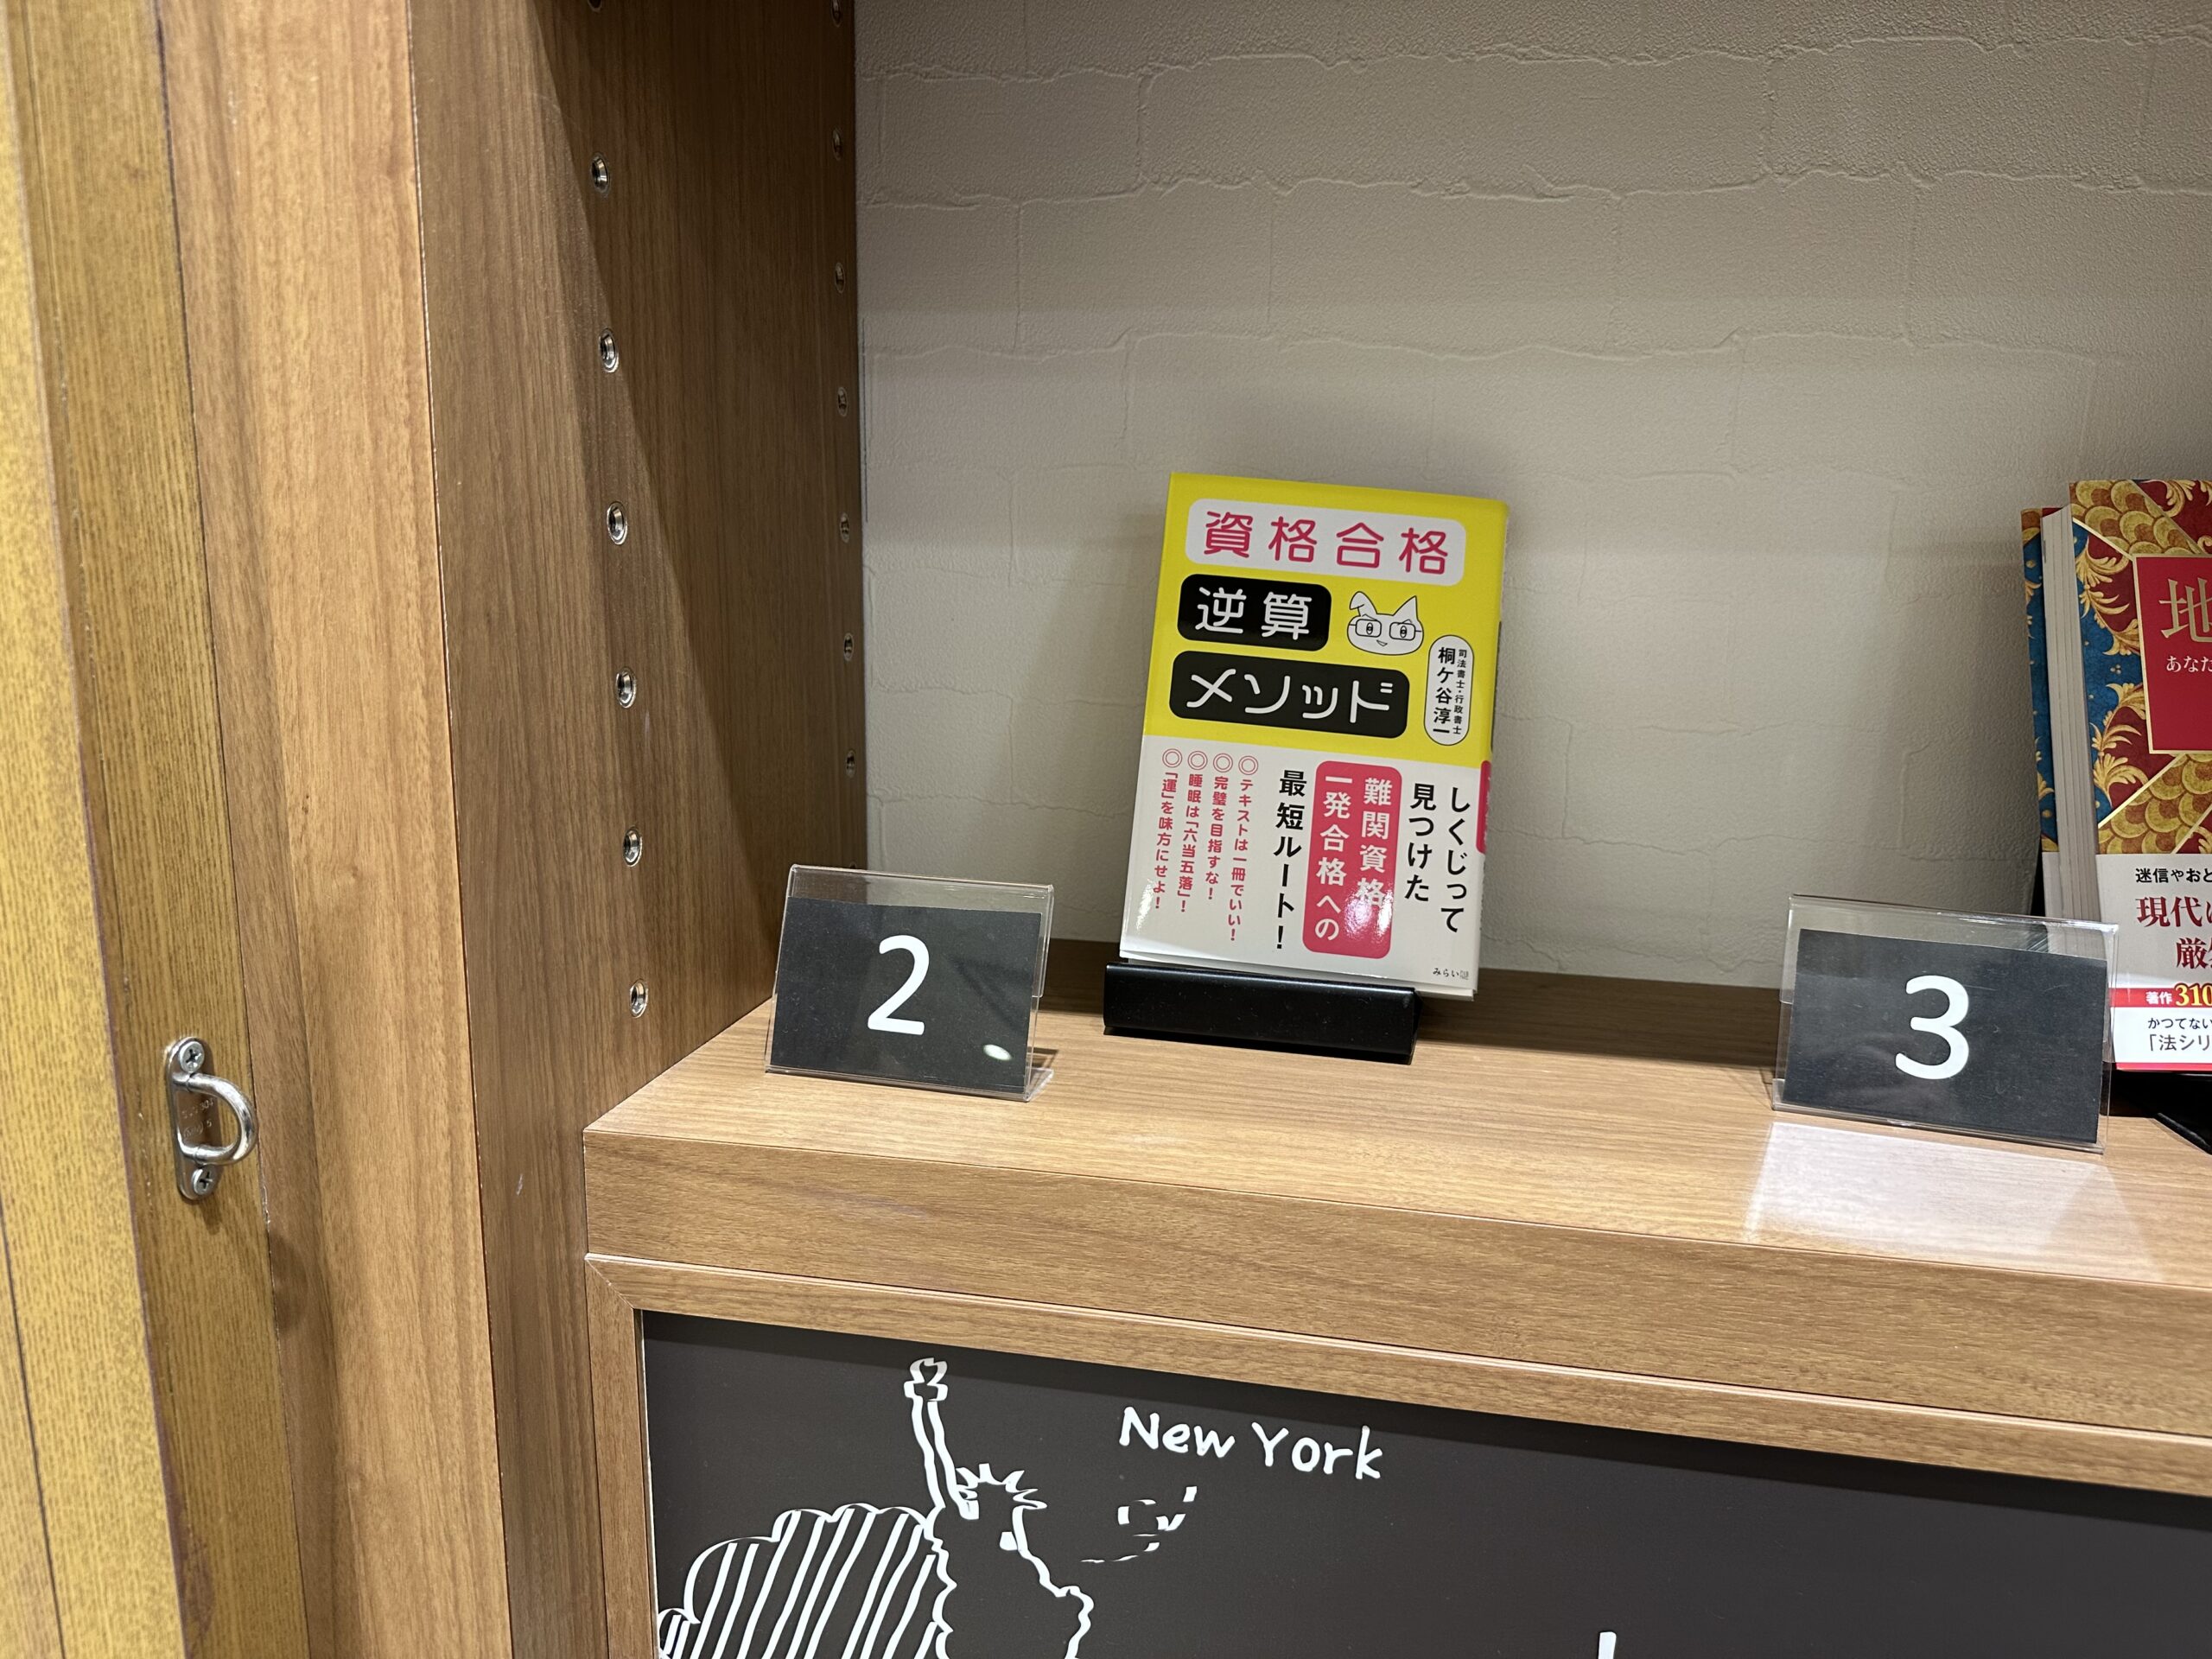 資格合格
逆算
メソッド
司法書士・行政書士
桐ケ谷淳一
しくじって
見つけた
難関資格
一発合格への
最短ルート!
◎テキストは一冊でいい!
◎完璧を目指すな!
◎睡眠は「六当五落」!
◎「運」を味方にせよ!
みらい
2
3
地
あなた
迷信やおと
現代
厳
著作310
かつてない
「法シリ
New York